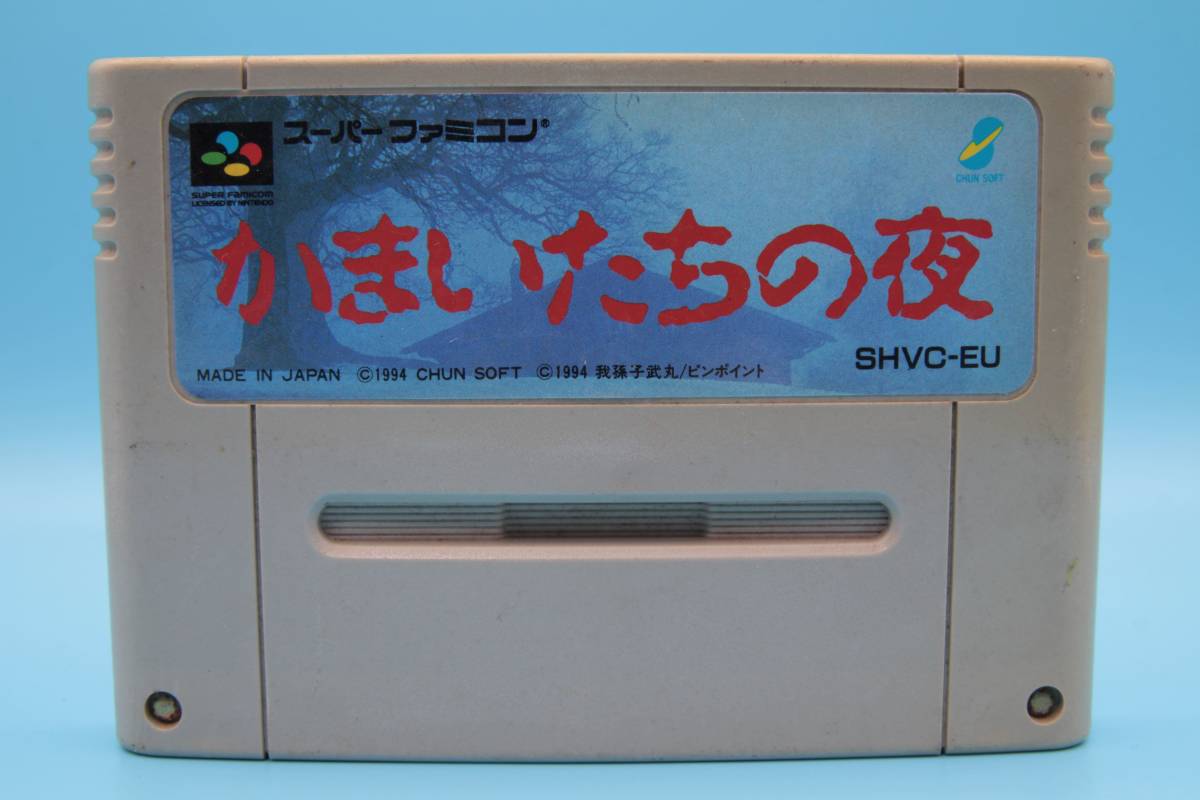 スーパーファミコン®
SUPER FAMICOM
LICENSED BY NINTENDO
CHUN SOFT
かまいたちの夜
SHVC-EU
MADE IN JAPAN ©1994 CHUN SOFT ©1994 我孫子武丸/ピンポイント